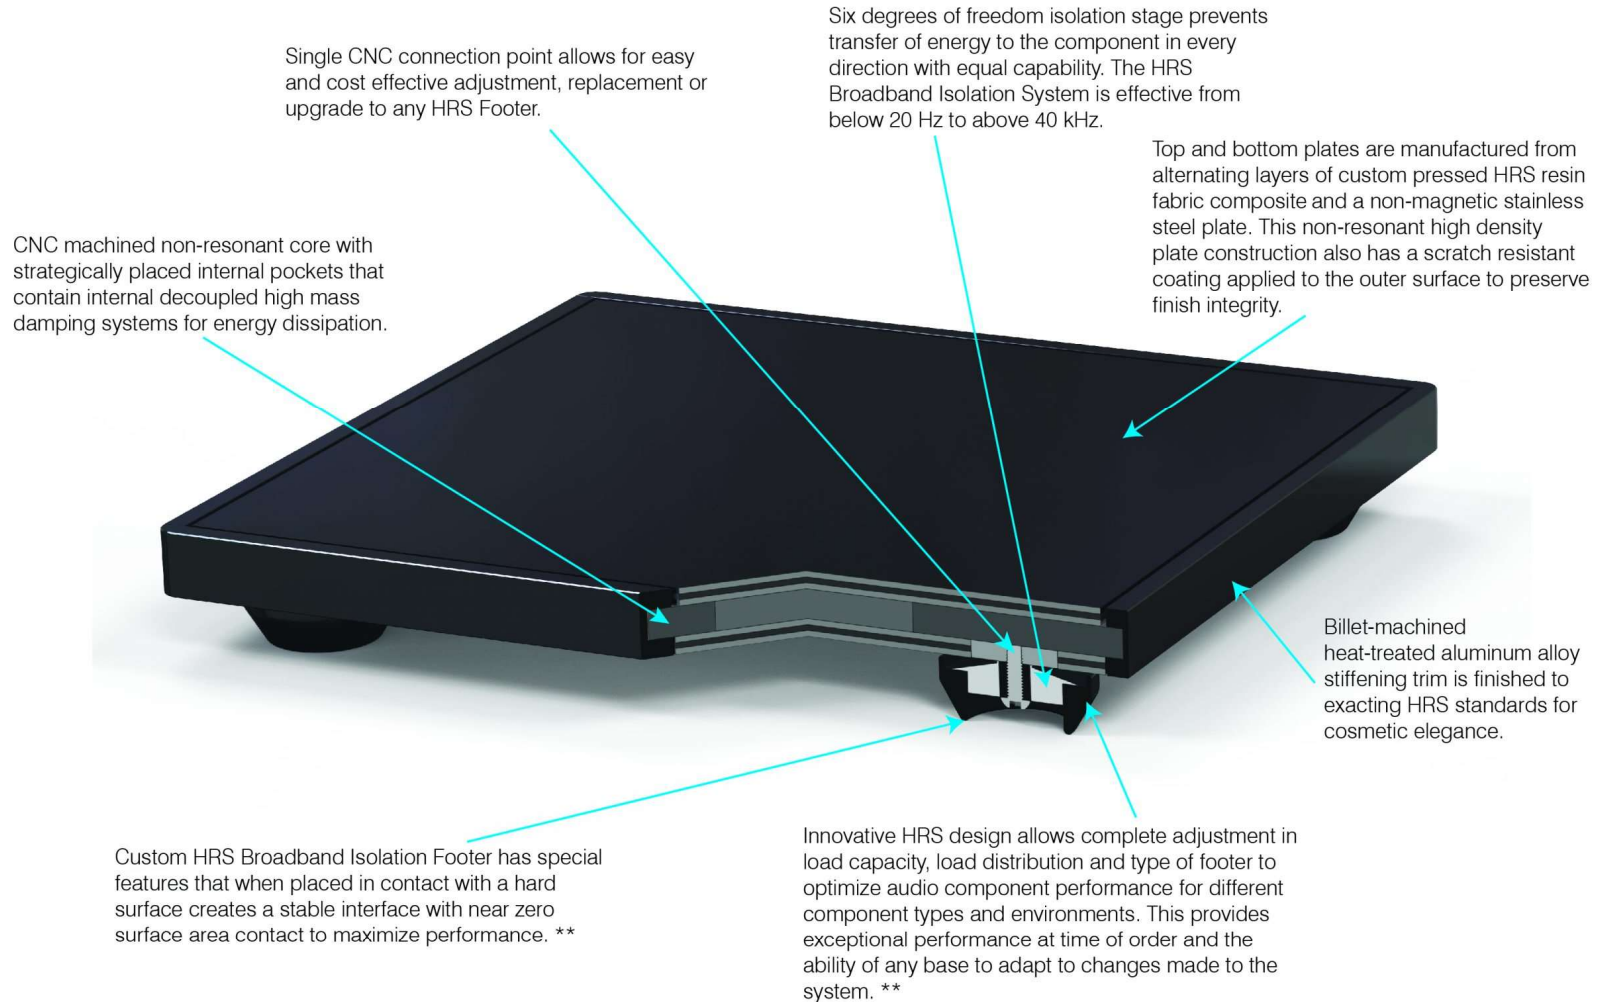 Single CNC connection point allows for easy
and cost effective adjustment, replacement or
upgrade to any HRS Footer.
Six degrees of freedom isolation stage prevents
transfer of energy to the component in every
direction with equal capability. The HRS
Broadband Isolation System is effective from
below 20 Hz to above 40 kHz.
Top and bottom plates are manufactured from
alternating layers of custom pressed HRS resin
fabric composite and a non-magnetic stainless
steel plate. This non-resonant high density
plate construction also has a scratch resistant
coating applied to the outer surface to preserve
finish integrity.
CNC machined non-resonant core with
strategically placed internal pockets that
contain internal decoupled high mass
damping systems for energy dissipation.
Billet-machined
heat-treated aluminum alloy
stiffening trim is finished to
exacting HRS standards for
cosmetic elegance.
Custom HRS Broadband Isolation Footer has special
features that when placed in contact with a hard
surface creates a stable interface with near zero
surface area contact to maximize performance. **
Innovative HRS design allows complete adjustment in
load capacity, load distribution and type of footer to
optimize audio component performance for different
component types and environments. This provides
exceptional performance at time of order and the
ability of any base to adapt to changes made to the
system. **